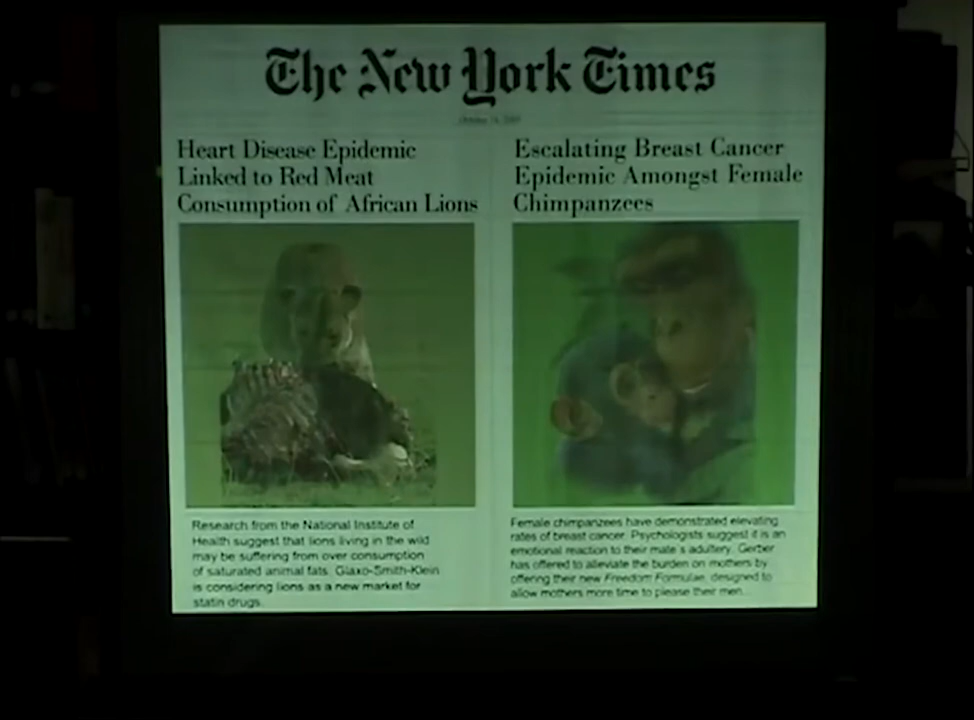 The New York Times
Heart Disease Epidemic
Linked to Red Meat
Consumption of African Lions
Research from the National Institute of
Health suggest that lions living in the wild
may be suffering from over consumption
of saturated animal fats. Glaxo-Smith-Klein
is considering lions as a new market for
statin drugs.
Escalating Breast Cancer
Epidemic Amongst Female
Chimpanzees
Female chimpanzees have demonstrated elevating
rates of breast cancer. Psychologists suggest it is an
emotional reaction to their mate's adultery. Gerber
has offered to alleviate the burden on mothers by
offering their new Freedom Formulae, designed to
allow mothers more time to please their men...